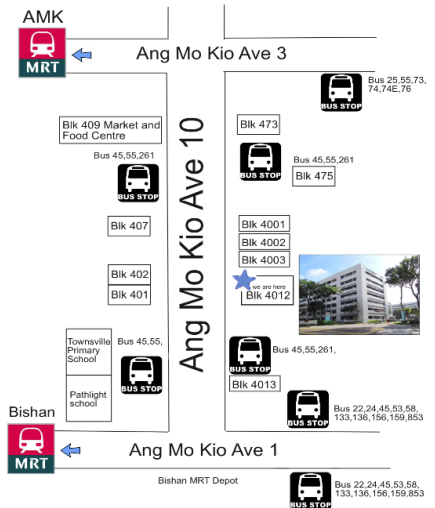 AMK
MRT
Ang Mo Kio Ave 3
BUS STOP
Bus 25,55,73,
74,74E,76
Blk 409 Market and
Food Centre
Blk 473
Bus 45,55,261
BUS STOP
BUS STOP
Bus 45,55,261
Blk 475
Ang Mo Kio Ave 10
Blk 407
Blk 4001
Blk 4002
Blk 4003
Blk 402
Blk 401
we are here
Blk 4012
Townsville
Primary
School
Pathlight
school
Bus 45,55,
BUS STOP
BUS STOP
Bus 45,55,261,
Blk 4013
BUS STOP
Bus 22,24,45,53,58,
133,136,156,159,853
Bishan
MRT
Ang Mo Kio Ave 1
Bishan MRT Depot
BUS STOP
Bus 22,24,45,53,58,
133,136,156,159,853